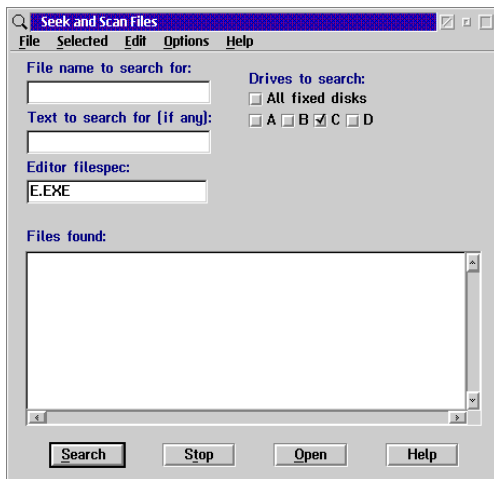 Seek and Scan Files
File Selected Edit Options Help
File name to search for:
Drives to search:
All fixed disks
Text to search for (if any):
A B C D
Editor filespec:
E.EXE
Files found:
Search Stop Open Help